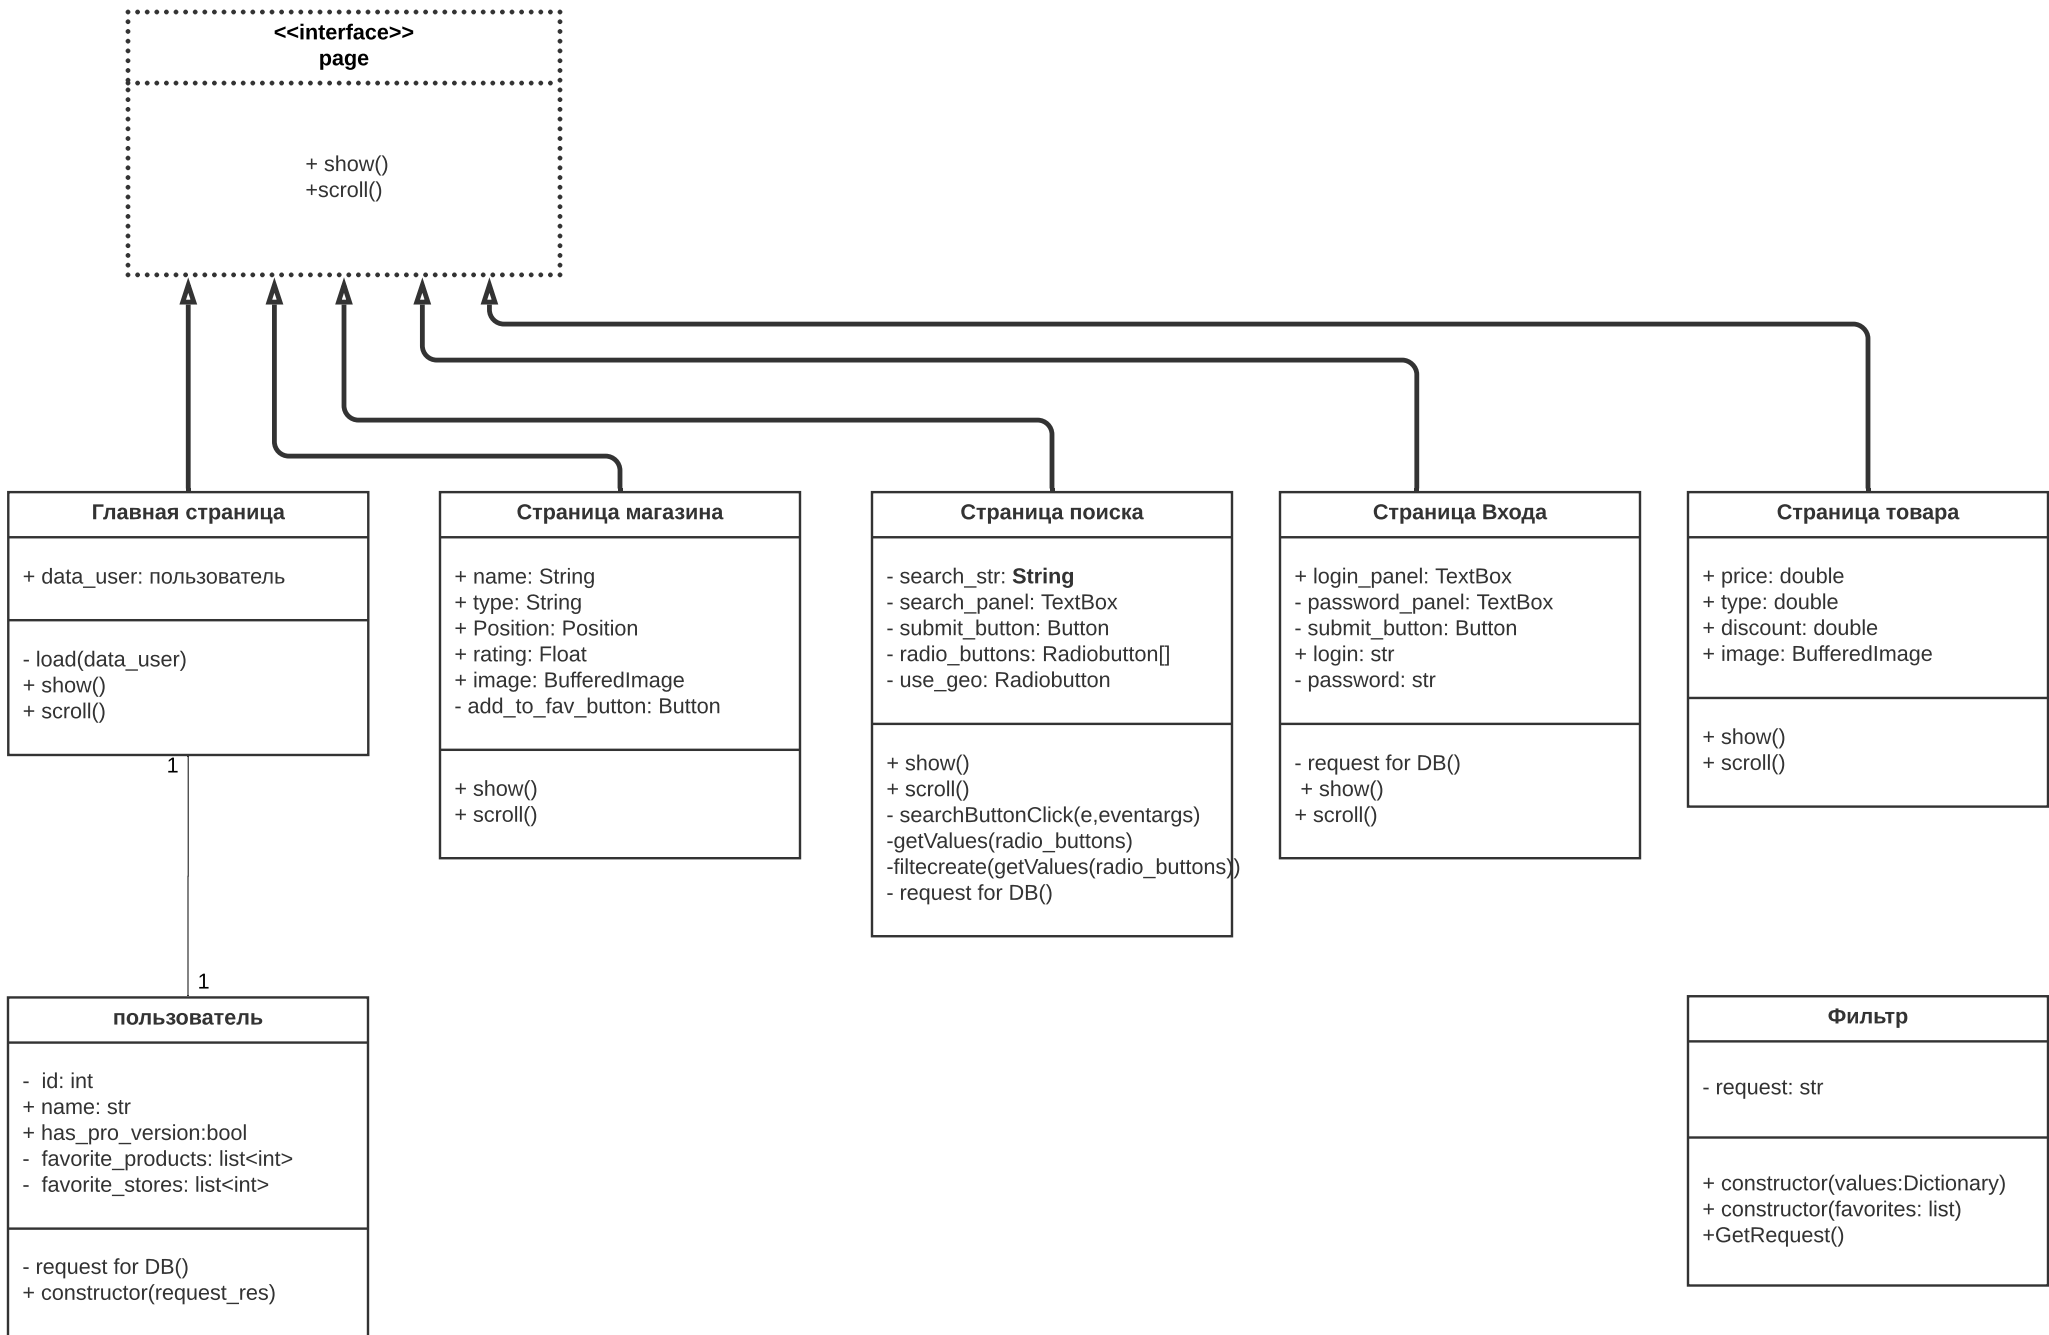 <<interface>>
page
+ show()
+scroll()
Главная страница
+ data_user: пользователь
- load(data_user)
+ show()
+ scroll()
1
Страница магазина
+ name: String
+ type: String
+ Position: Position
+ rating: Float
+ image: BufferedImage
- add_to_fav_button: Button
+ show()
+ scroll()
Страница поиска
- search_str: String
- search_panel: TextBox
- submit_button: Button
- radio_buttons: Radiobutton[]
- use_geo: Radiobutton
+ show()
+ scroll()
- searchButtonClick(e,eventargs)
-getValues(radio_buttons)
-filtecreate(getValues(radio_buttons))
- request for DB()
Страница Входа
+ login_panel: TextBox
- password_panel: TextBox
- submit_button: Button
+ login: str
- password: str
- request for DB()
+ show()
+ scroll()
Страница товара
+ price: double
+ type: double
+ discount: double
+ image: BufferedImage
+ show()
+ scroll()
1
пользователь
-  id: int
+ name: str
+ has_pro_version:bool
-  favorite_products: list<int>
-  favorite_stores: list<int>
- request for DB()
+ constructor(request_res)
Фильтр
- request: str
+ constructor(values:Dictionary)
+ constructor(favorites: list)
+GetRequest()